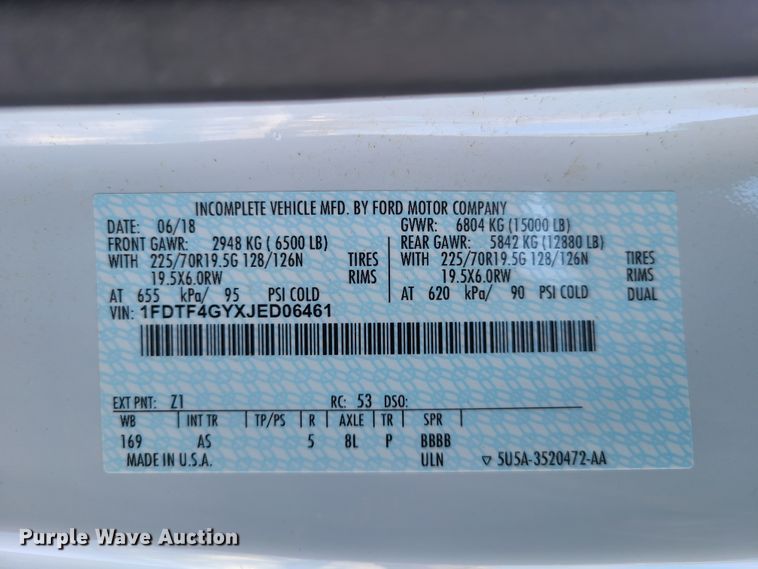 INCOMPLETE VEHICLE MFD. BY FORD MOTOR COMPANY
DATE: 06/18 GVWR: 6804 KG (15000 LB)
FRONT GAWR: 2948 KG ( 6500 LB) REAR GAWR: 5842 KG (12880 LB)
WITH 225/70R19.5G 128/126N TIRES WITH 225/70R19.5G 128/126N TIRES
19.5X6.0RW RIMS 19.5X6.0RW RIMS
AT 655 kPa/ 95 PSI COLD AT 620 kPa/ 90 PSI COLD DUAL
VIN: 1FDTF4GYXJED06461
EXT PNT: Z1 RC: 53 DSO:
WB INT TR TP/PS R AXLE TR SPR
169 AS 5 8L P BBBB
MADE IN U.S.A. ULN ▽ 5U5A-3520472-AA
Purple Wave Auction